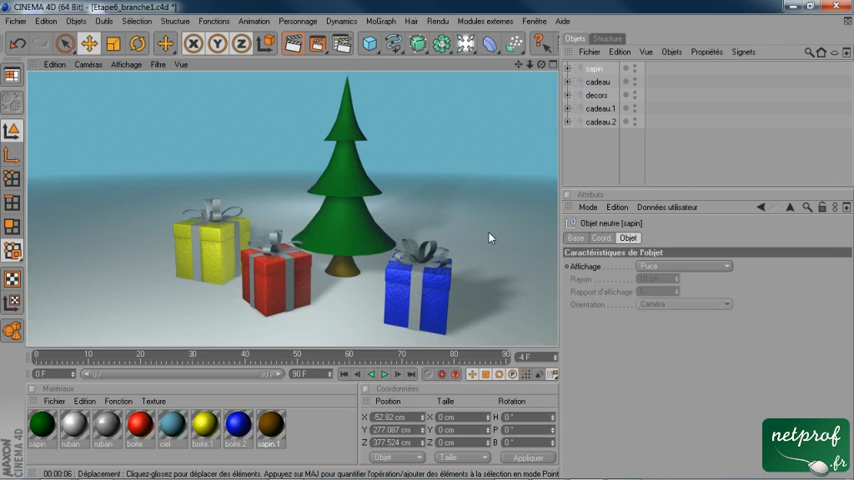 CINEMA 4D (64 Bit) - [Etape6_branche1.c4d *]
Fichier Edition Objets Outils Sélection Structure Fonctions Animation Personnage Dynamics MoGraph Hair Rendu Modules externes Fenêtre Aide
Objets Structure
Fichier Edition Vue Objets Propriétés Signets
Edition Caméras Affichage Filtre Vue
sapin
cadeau
decors
cadeau.1
cadeau.2
Attributs
Mode Edition Données utilisateur
Objet neutre [sapin]
Base Coord. Objet
Caractéristiques de l'objet
Affichage Puce
Rayon 10 cm
Rapport d'affichage 1
Orientation Caméra
0 10 20 30 40 50 60 70 80 90 -4 F
0 F 0 F 90 F 90 F
Matériaux
Fichier Edition Fonction Texture
sapin ruban ruban boite ciel boite.1 boite.2 sapin.1
Coordonnées
Position Taille Rotation
X -52.82 cm X 0 cm H 0 °
Y 277.087 cm Y 0 cm P 0 °
Z 377.524 cm Z 0 cm B 0 °
Objet Taille Appliquer
MAXON
CINEMA 4D
00:00:06 Déplacement : Cliquez-glissez pour déplacer des éléments. Appuyez sur MAJ pour quantifier l'opération/ajouter des éléments à la sélection en mode Point
netprof
.fr